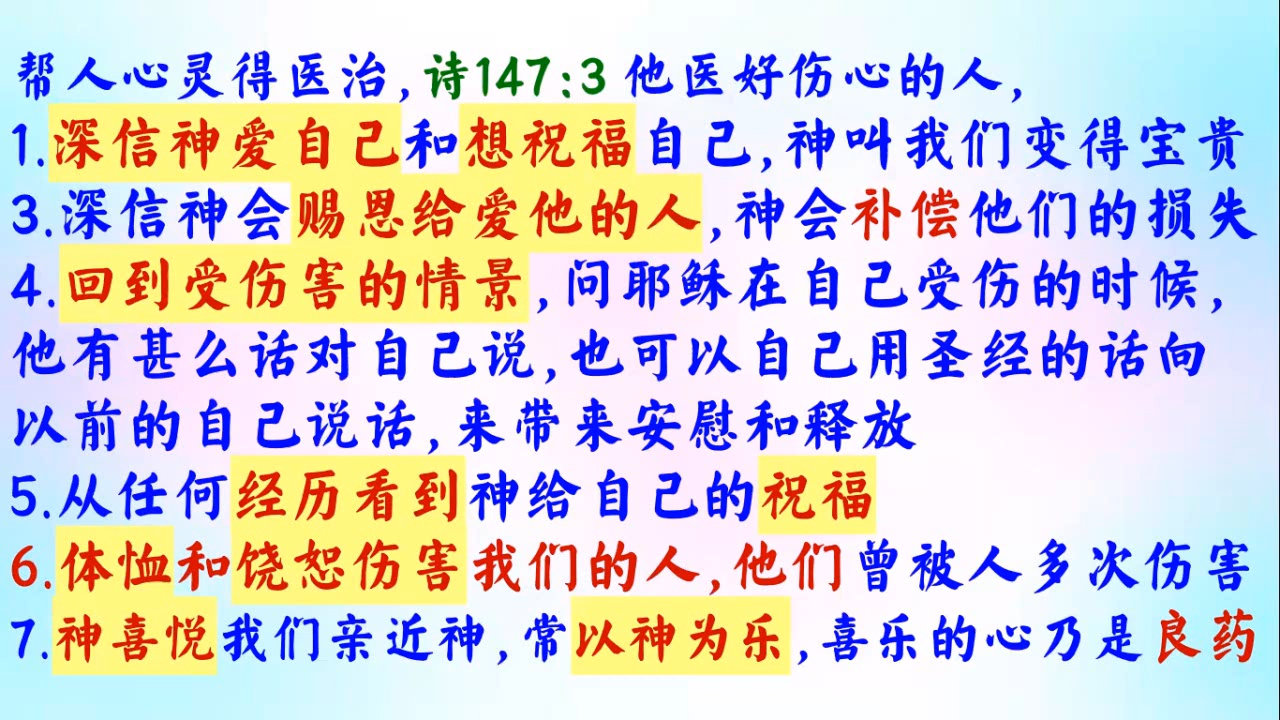 帮人心灵得医治,诗147:3 他医好伤心的人,
1.深信神爱自己和想祝福自己,神叫我们变得宝贵
3.深信神会赐恩给爱他的人,神会补偿他们的损失
4.回到受伤害的情景,问耶稣在自己受伤的时候,
他有甚么话对自己说,也可以自己用圣经的话向
以前的自己说话,来带来安慰和释放
5.从任何经历看到神给自己的祝福
6.体恤和饶恕伤害我们的人,他们曾被人多次伤害
7.神喜悦我们亲近神,常以神为乐,喜乐的心乃是良药